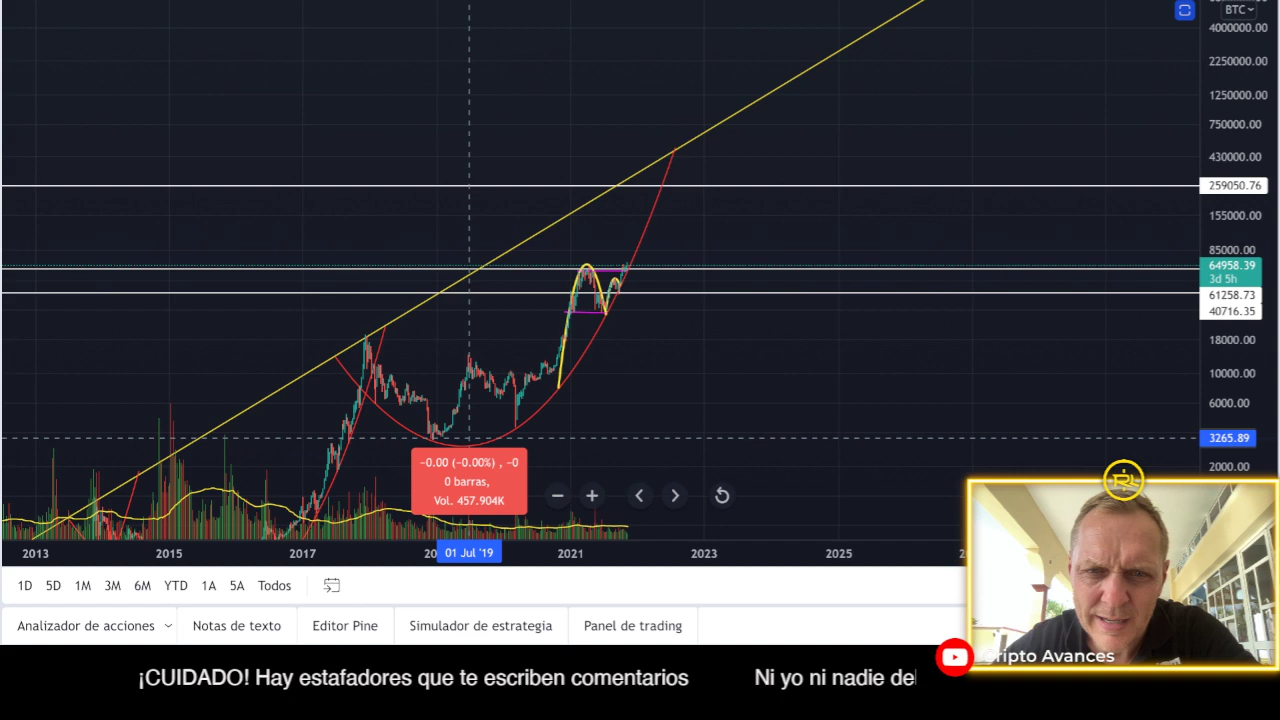 BTC
4000000.00
2250000.00
1250000.00
750000.00
430000.00
259050.76
155000.00
85000.00
64958.39
3d 5h
61258.73
40716.35
18000.00
10000.00
6000.00
3265.89
2000.00
−0.00 (−0.00%) , −0
0 barras,
Vol. 457.904K
2013 2015 2017 01 Jul '19 2021 2023 2025
1D 5D 1M 3M 6M YTD 1A 5A Todos
Analizador de acciones Notas de texto Editor Pine Simulador de estrategia Panel de trading
Cripto Avances
¡CUIDADO! Hay estafadores que te escriben comentarios Ni yo ni nadie del